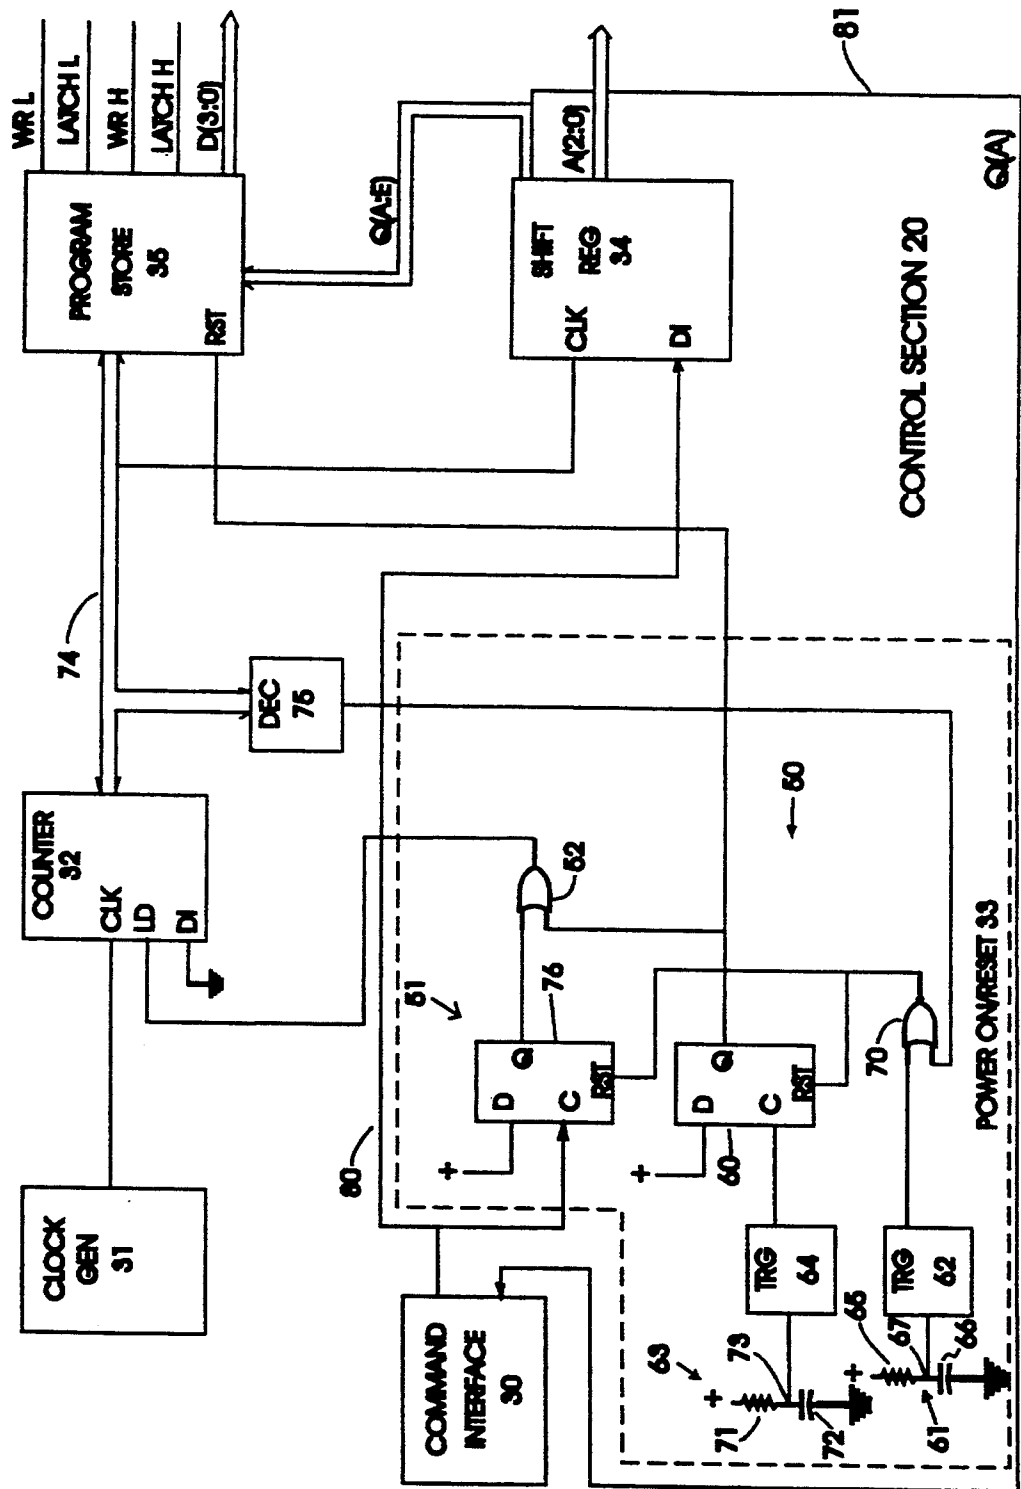 CLOCK
GEN
31
COUNTER
32
CLK
LD
DI
74
DEC
75
PROGRAM
STORE
35
RST
WR L
LATCH L
WR H
LATCH H
D(3:0)
Q(A:E)
SHIFT
REG
34
CLK
DI
A(2:0)
81
Q(A)
CONTROL SECTION 20
COMMAND
INTERFACE
30
80
51
52
50
+
D
Q
C
RST
76
+
D
Q
C
RST
60
70
TRG
64
TRG
62
63
+
71
73
72
+
65
67
66
61
POWER ON/RESET 33